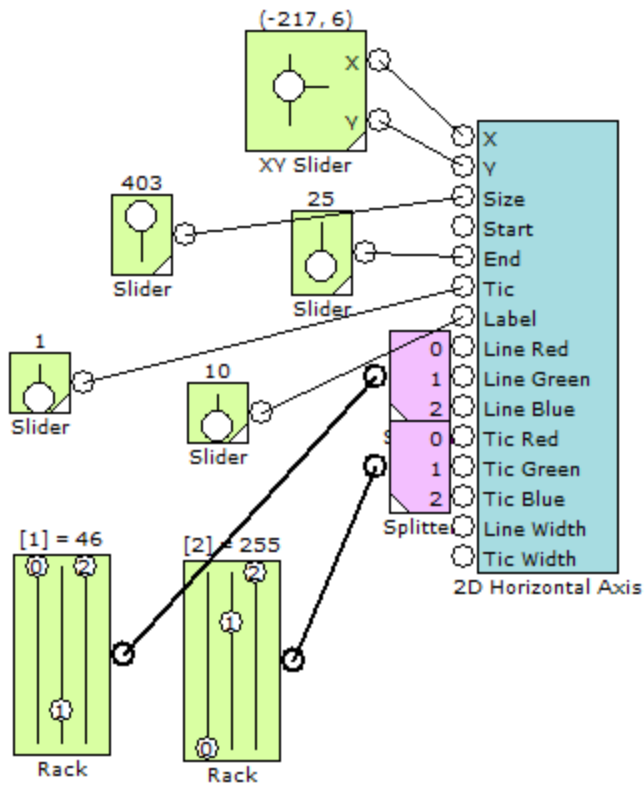 (-217, 6)
X
Y
XY Slider
403
Slider
25
Slider
1
Slider
10
Slider
X
Y
Size
Start
End
Tic
Label
Line Red
Line Green
Line Blue
Tic Red
Tic Green
Tic Blue
Line Width
Tic Width
2D Horizontal Axis
0
1
2
0
1
2
Splitter
[1] = 46
0 2
1
Rack
[2] = 255
2
1
0
Rack